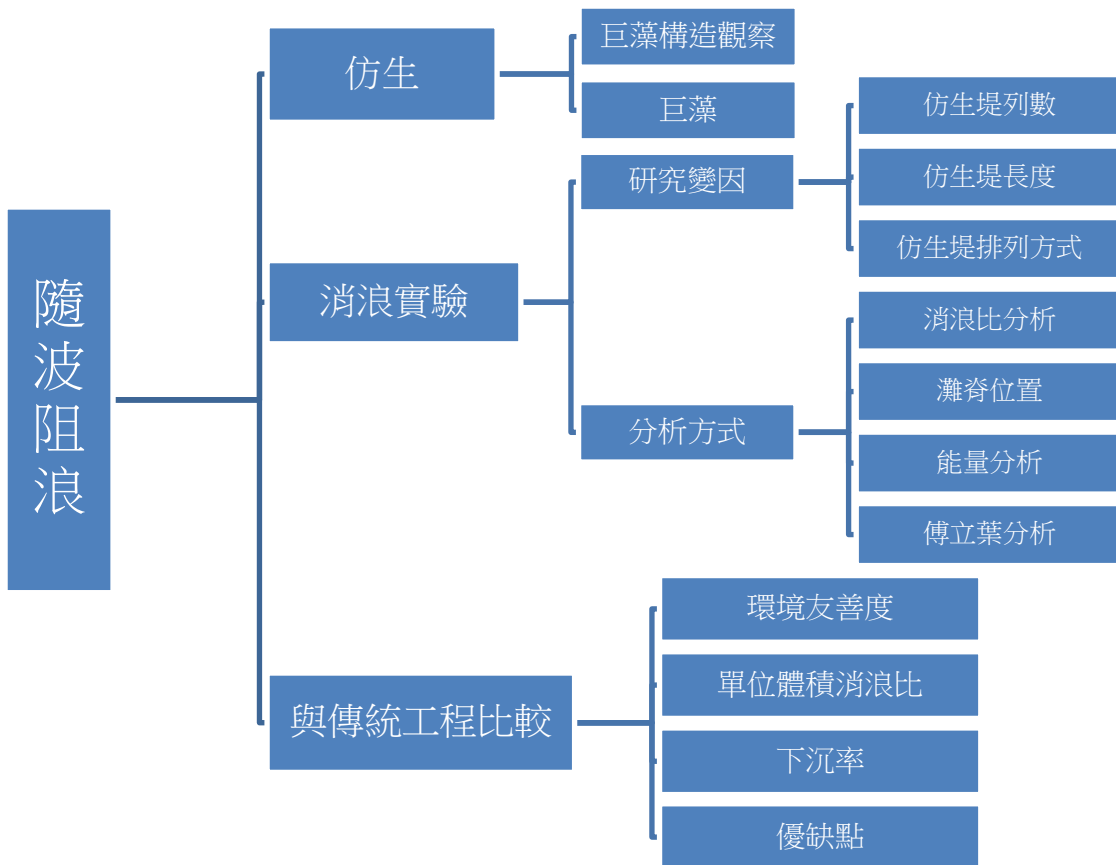 隨波阻浪
仿生
巨藻構造觀察
巨藻
消浪實驗
研究變因
仿生堤列數
仿生堤長度
仿生堤排列方式
分析方式
消浪比分析
灘脊位置
能量分析
傅立葉分析
與傳統工程比較
環境友善度
單位體積消浪比
下沉率
優缺點